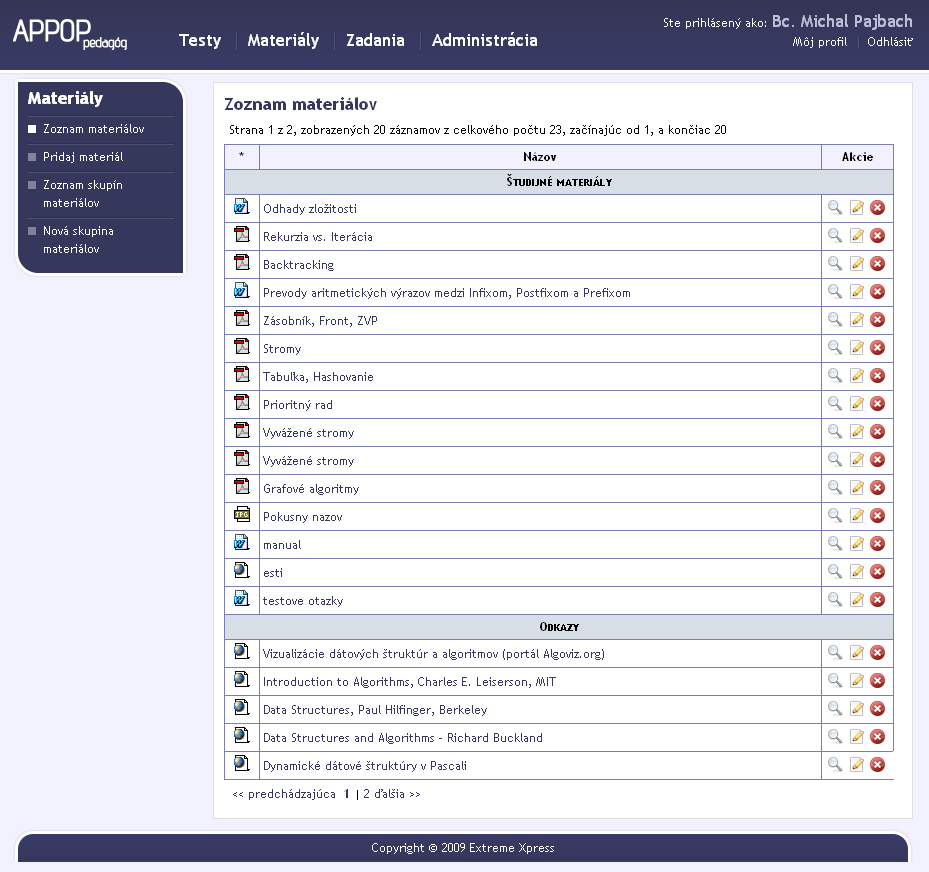 APPOP pedagóg
Testy Materiály Zadania Administrácia
Ste prihlásený ako: Bc. Michal Pajbach
Môj profil Odhlásiť
Materiály
Zoznam materiálov
Pridaj materiál
Zoznam skupín
materiálov
Nová skupina
materiálov
Zoznam materiálov
Strana 1 z 2, zobrazených 20 záznamov z celkového počtu 23, začínajúc od 1, a končiac 20
* Názov Akcie
Študijné materiály
Odhady zložitosti
Rekurzia vs. Iterácia
Backtracking
Prevody aritmetických výrazov medzi Infixom, Postfixom a Prefixom
Zásobník, Front, ZVP
Stromy
Tabuľka, Hashovanie
Prioritný rad
Vyvážené stromy
Vyvážené stromy
Grafové algoritmy
JPG Pokusny nazov
manual
esti
testove otazky
Odkazy
Vizualizácie dátových štruktúr a algoritmov (portál Algoviz.org)
Introduction to Algorithms, Charles E. Leiserson, MIT
Data Structures, Paul Hilfinger, Berkeley
Data Structures and Algorithms - Richard Buckland
Dynamické dátové štruktúry v Pascali
<< predchádzajúca 1 | 2 ďalšia >>
Copyright © 2009 Extreme Xpress